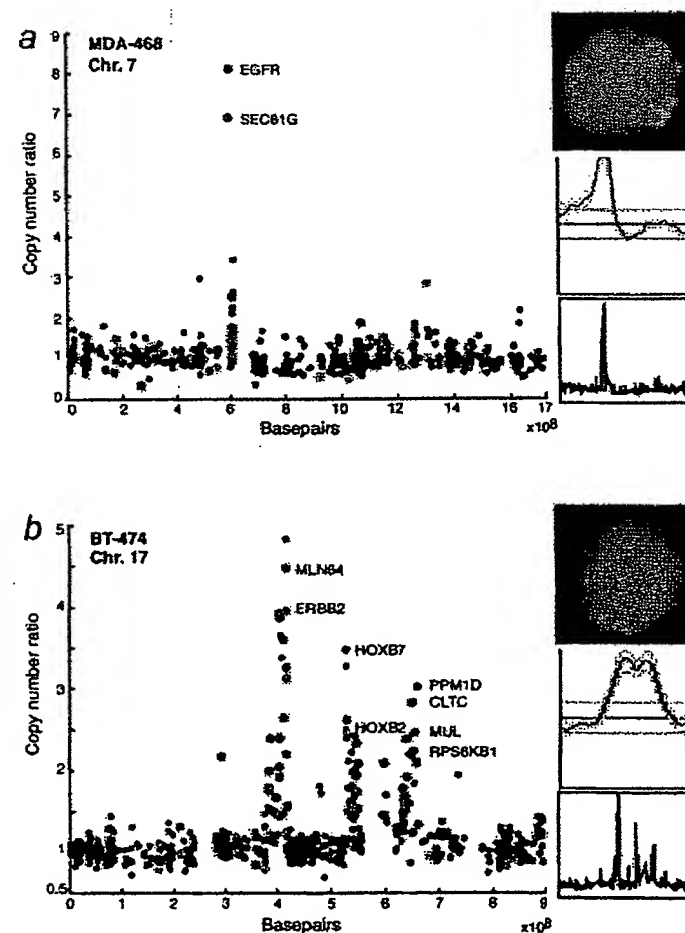 a
MDA-468
Chr. 7
9
8
7
6
5
4
3
2
1
0
Copy number ratio
EGFR
SEC61G
0 2 4 6 8 10 12 14 16 17
Basepairs
x10⁸
b
BT-474
Chr. 17
5
4
3
2
1
0.5
Copy number ratio
MLN64
ERBB2
HOXB7
HOXB2
PPM1D
CLTC
MUL
RPS6KB1
0 1 2 3 4 5 6 7 8 9
Basepairs
x10⁸